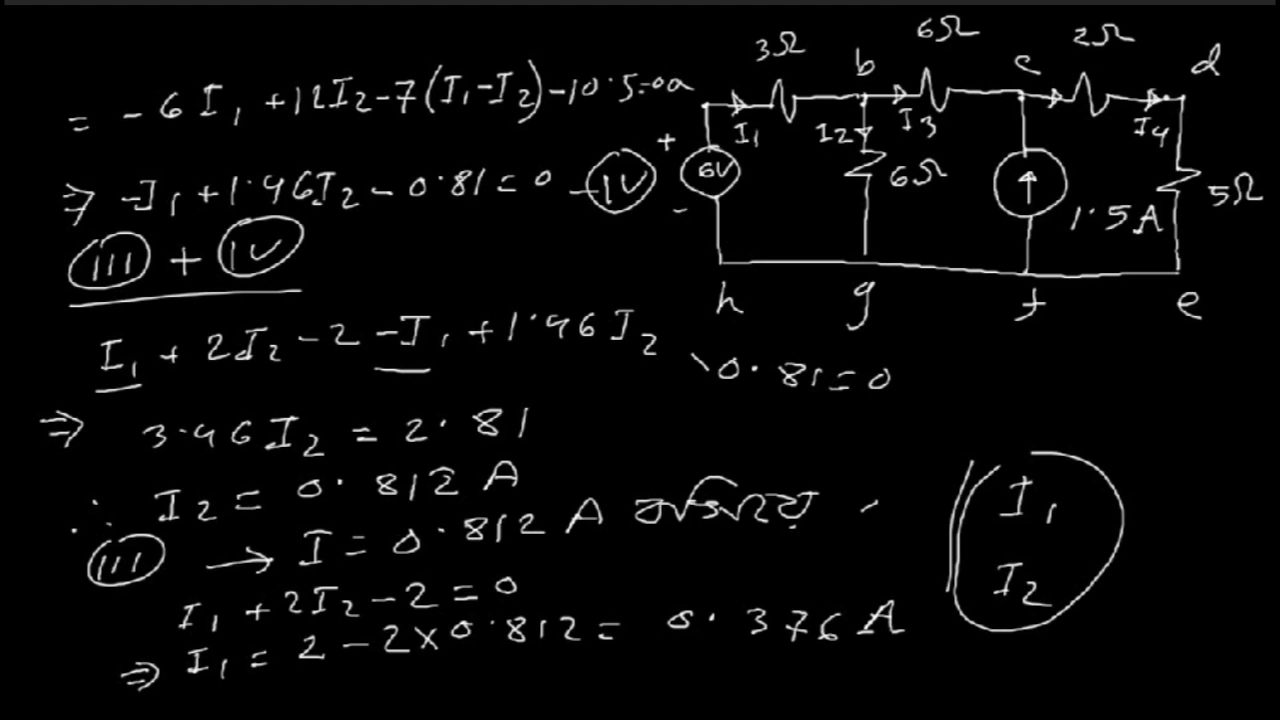 = -6I₁ + 12I₂ - 7(I₁ - I₂) - 10.5 = 0
⇒ -I₁ + 1.46I₂ - 0.81 = 0 - IV
III + IV
I₁ + 2I₂ - 2 - I₁ + 1.46I₂ - 0.81 = 0
⇒ 3.46I₂ = 2.81
∴ I₂ = 0.812 A
III → I = 0.812 A
I₁ + 2I₂ - 2 = 0
⇒ I₁ = 2 - 2 × 0.812 = 0.376 A
3Ω b 6Ω c 2Ω d
I₁ I₂ I₃ I₄
+ 6V - 6Ω 1.5A 5Ω
h g f e
I₁
I₂